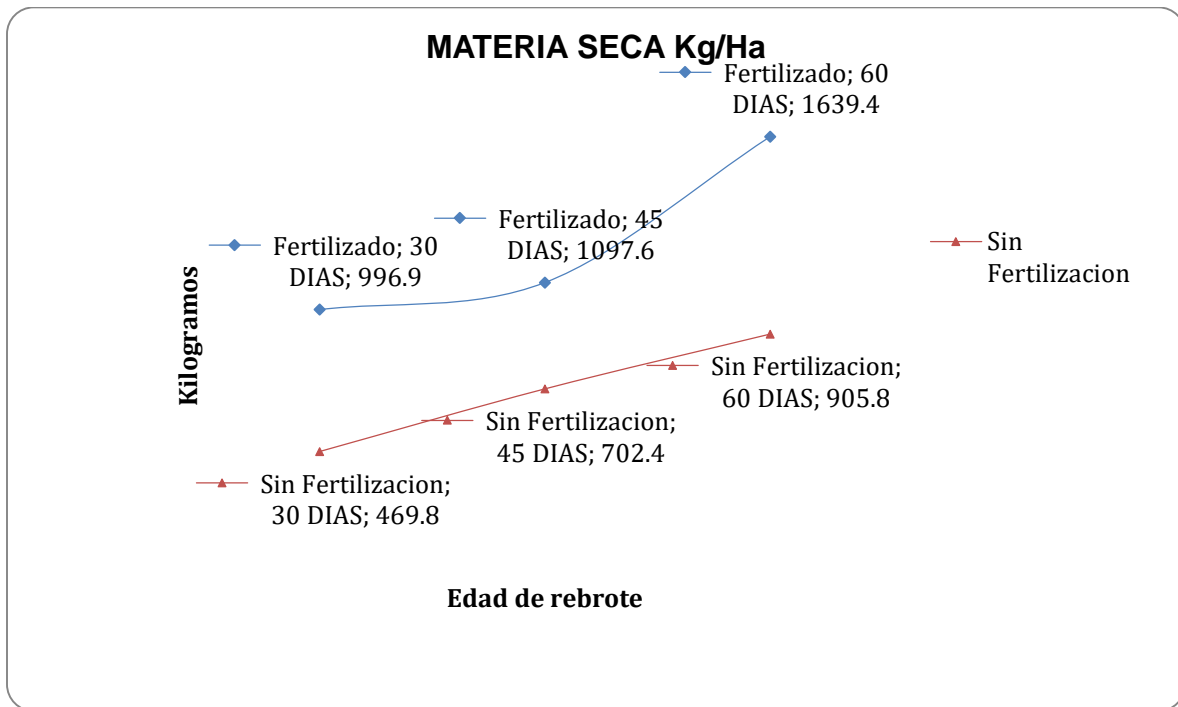 MATERIA SECA Kg/Ha
Fertilizado; 60
DIAS; 1639.4
Fertilizado; 45
DIAS; 1097.6
Fertilizado; 30
DIAS; 996.9
Sin
Fertilizacion
Kilogramos
Sin Fertilizacion;
60 DIAS; 905.8
Sin Fertilizacion;
45 DIAS; 702.4
Sin Fertilizacion;
30 DIAS; 469.8
Edad de rebrote